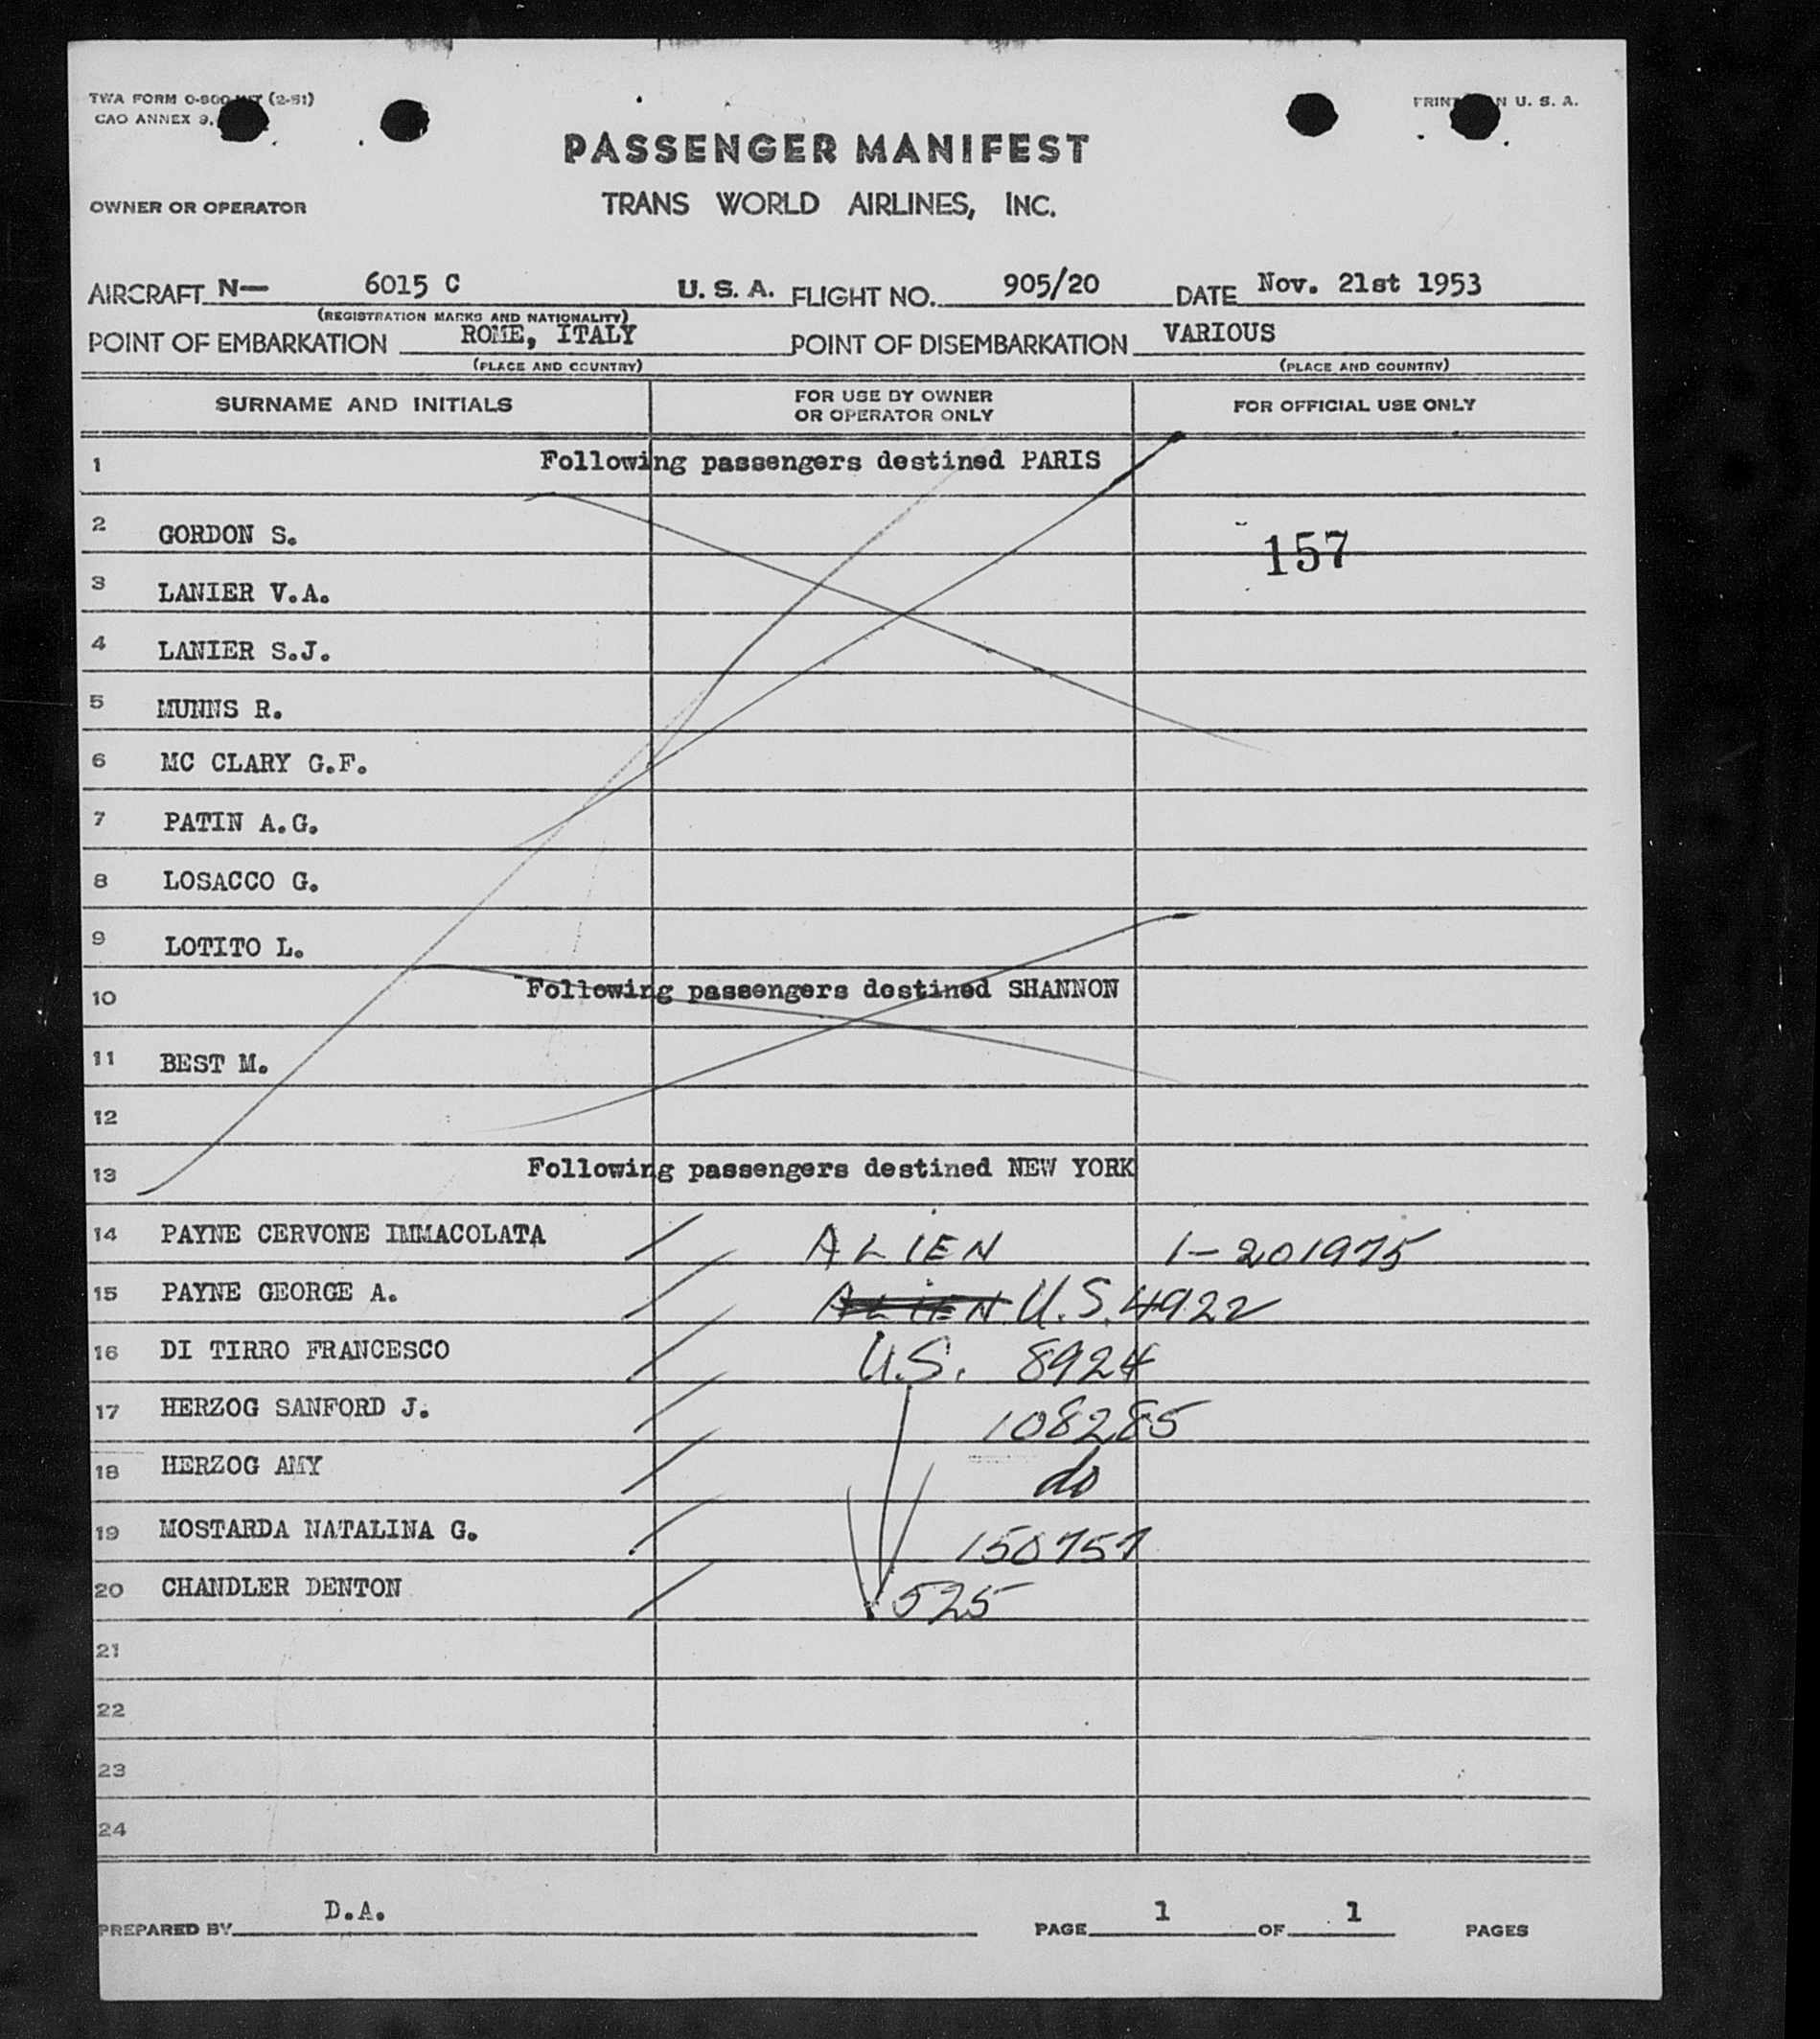 TWA FORM O-800 (2-51)
CAO ANNEX 9.
PRINT N U. S. A.
PASSENGER MANIFEST
OWNER OR OPERATOR
TRANS WORLD AIRLINES, INC.
AIRCRAFT N— 6015 C U. S. A. FLIGHT NO. 905/20 DATE Nov. 21st 1953
(REGISTRATION MARKS AND NATIONALITY)
POINT OF EMBARKATION ROME, ITALY POINT OF DISEMBARKATION VARIOUS
(PLACE AND COUNTRY) (PLACE AND COUNTRY)
SURNAME AND INITIALS FOR USE BY OWNER OR OPERATOR ONLY FOR OFFICIAL USE ONLY
1 Following passengers destined PARIS
2 GORDON S. 157
3 LANIER V.A.
4 LANIER S.J.
5 MUNNS R.
6 MC CLARY G.F.
7 PATIN A.G.
8 LOSACCO G.
9 LOTITO L.
10 Following passengers destined SHANNON
11 BEST M.
12
13 Following passengers destined NEW YORK
14 PAYNE CERVONE IMMACOLATA / ALIEN 1-201975
15 PAYNE GEORGE A. / ALIEN U.S. 4922
16 DI TIRRO FRANCESCO / U.S. 8924
17 HERZOG SANFORD J. / 108285
18 HERZOG AMY / do
19 MOSTARDA NATALINA G. / 150757
20 CHANDLER DENTON / 525
21
22
23
24
PREPARED BY D.A. PAGE 1 OF 1 PAGES